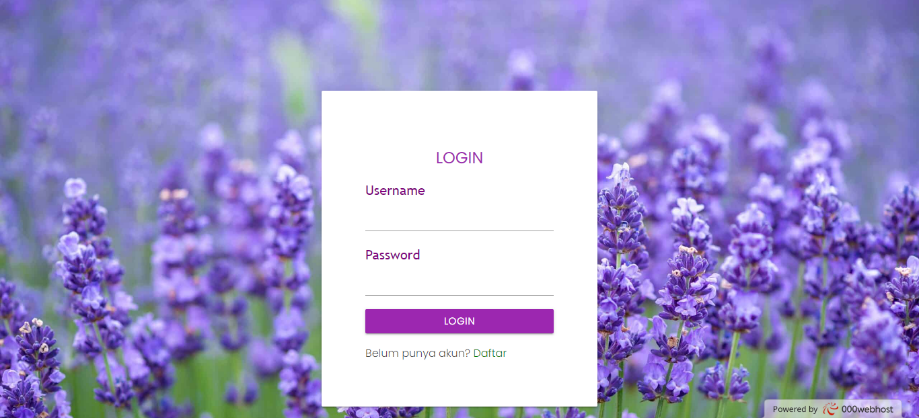 LOGIN
Username
Password
LOGIN
Belum punya akun? Daftar
Powered by 000webhost